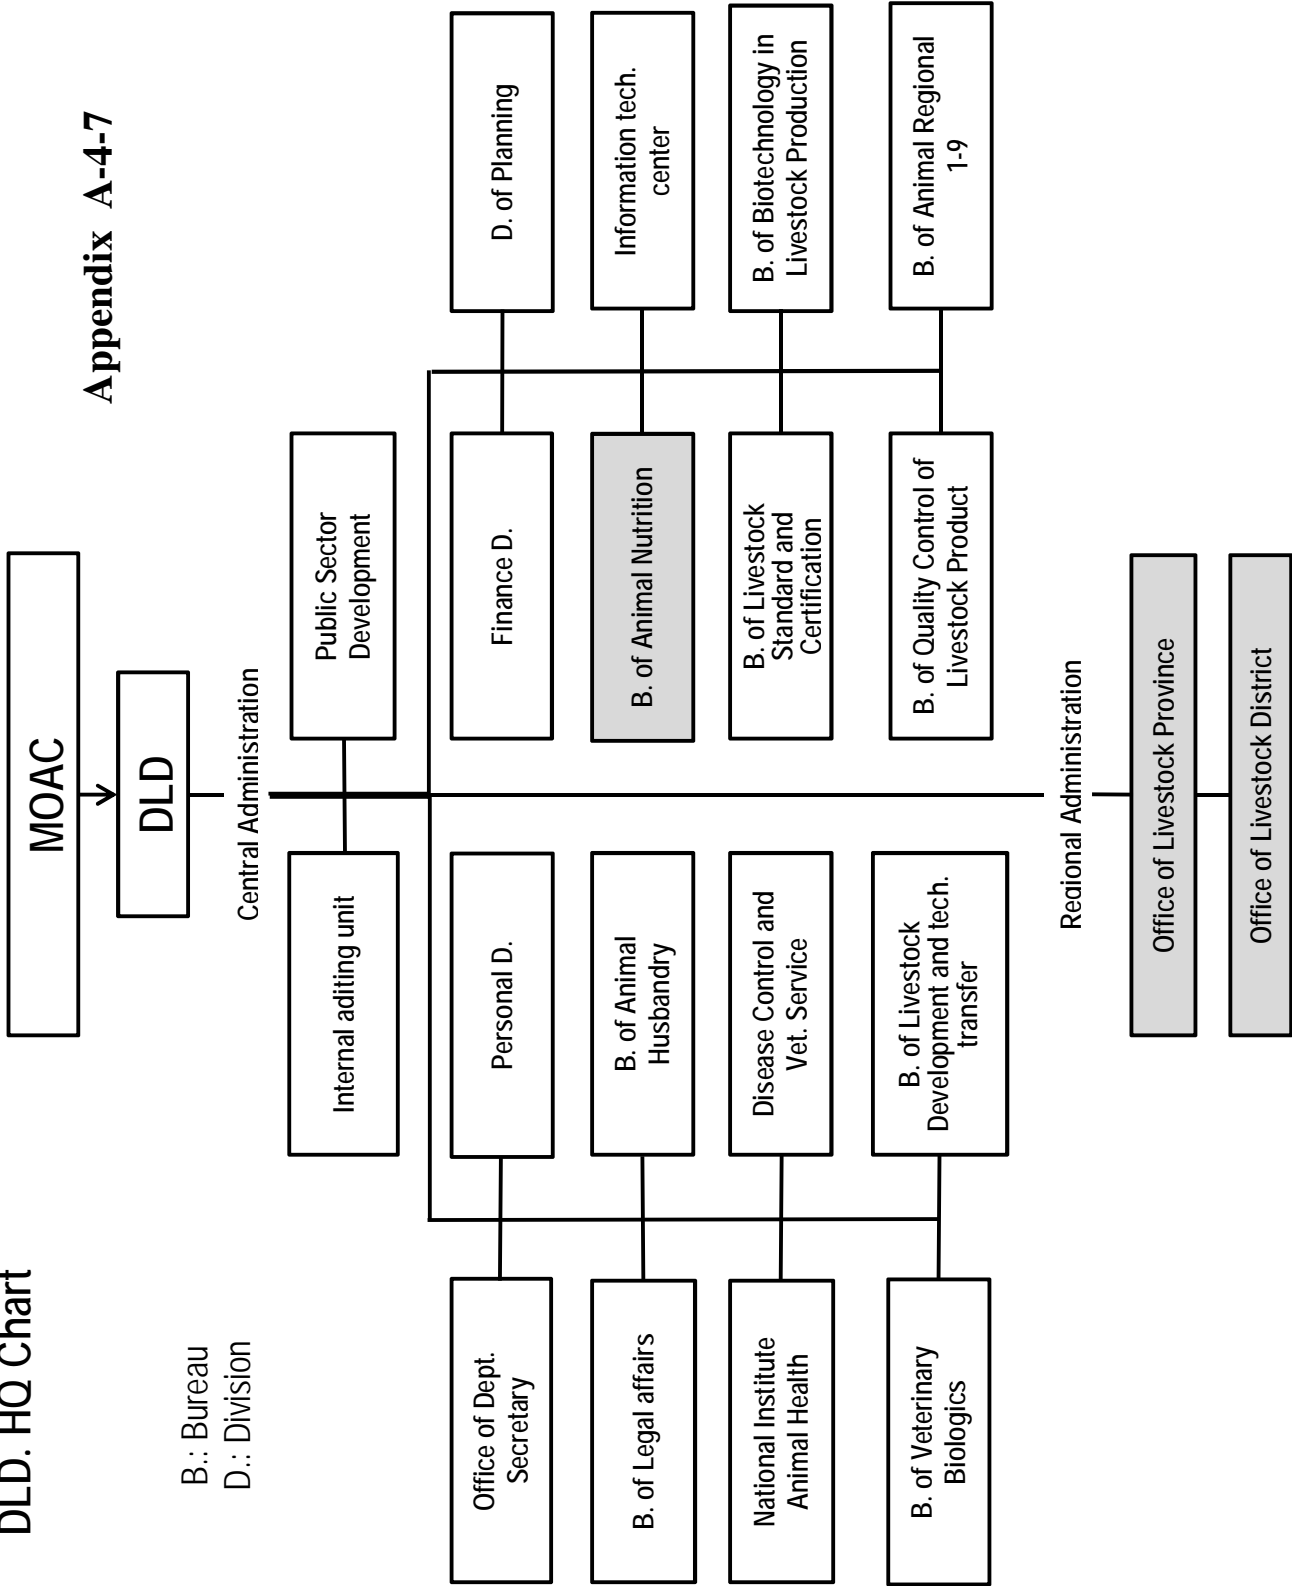 DLD. HQ Chart
Appendix A-4-7
B.: Bureau
D.: Division
MOAC
DLD
Central Administration
Internal aditing unit
Public Sector
Development
Office of Dept.
Secretary
Personal D.
Finance D.
D. of Planning
B. of Legal affairs
B. of Animal
Husbandry
B. of Animal Nutrition
Information tech.
center
National Institute
Animal Health
Disease Control and
Vet. Service
B. of Livestock
Standard and
Certification
B. of Biotechnology in
Livestock Production
B. of Veterinary
Biologics
B. of Livestock
Development and tech.
transfer
B. of Quality Control of
Livestock Product
B. of Animal Regional
1-9
Regional Administration
Office of Livestock Province
Office of Livestock District